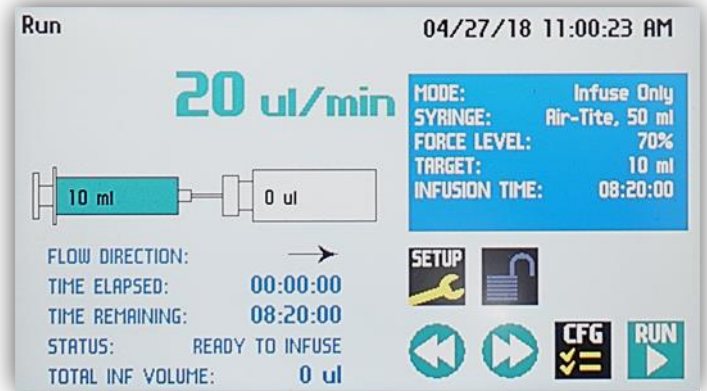 Run 04/27/18 11:00:23 AM
20 ul/min
MODE: Infuse Only
SYRINGE: Air-Tite, 50 ml
FORCE LEVEL: 70%
TARGET: 10 ml
INFUSION TIME: 08:20:00
10 ml 0 ul
FLOW DIRECTION:
TIME ELAPSED: 00:00:00
TIME REMAINING: 08:20:00
STATUS: READY TO INFUSE
TOTAL INF VOLUME: 0 ul
SETUP
CFG RUN